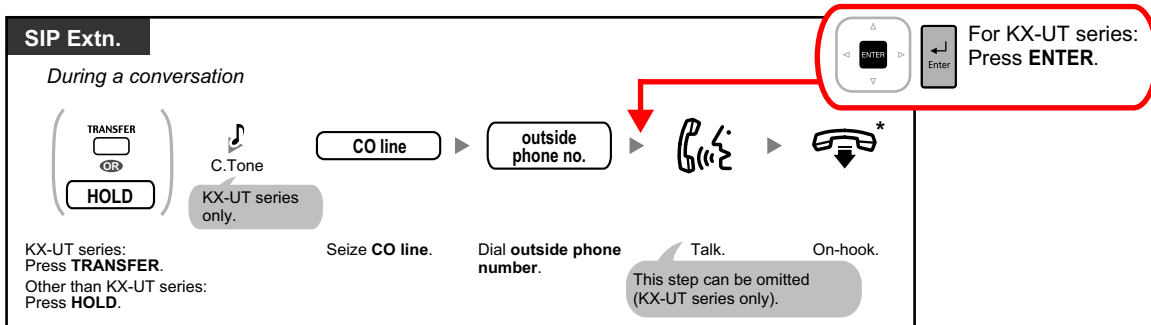 SIP Extn.
For KX-UT series:
Press ENTER.
ENTER
Enter
During a conversation
TRANSFER
OR
HOLD
C.Tone
KX-UT series
only.
CO line
outside
phone no.
*
KX-UT series:
Press TRANSFER.
Other than KX-UT series:
Press HOLD.
Seize CO line.
Dial outside phone
number.
Talk.
This step can be omitted
(KX-UT series only).
On-hook.